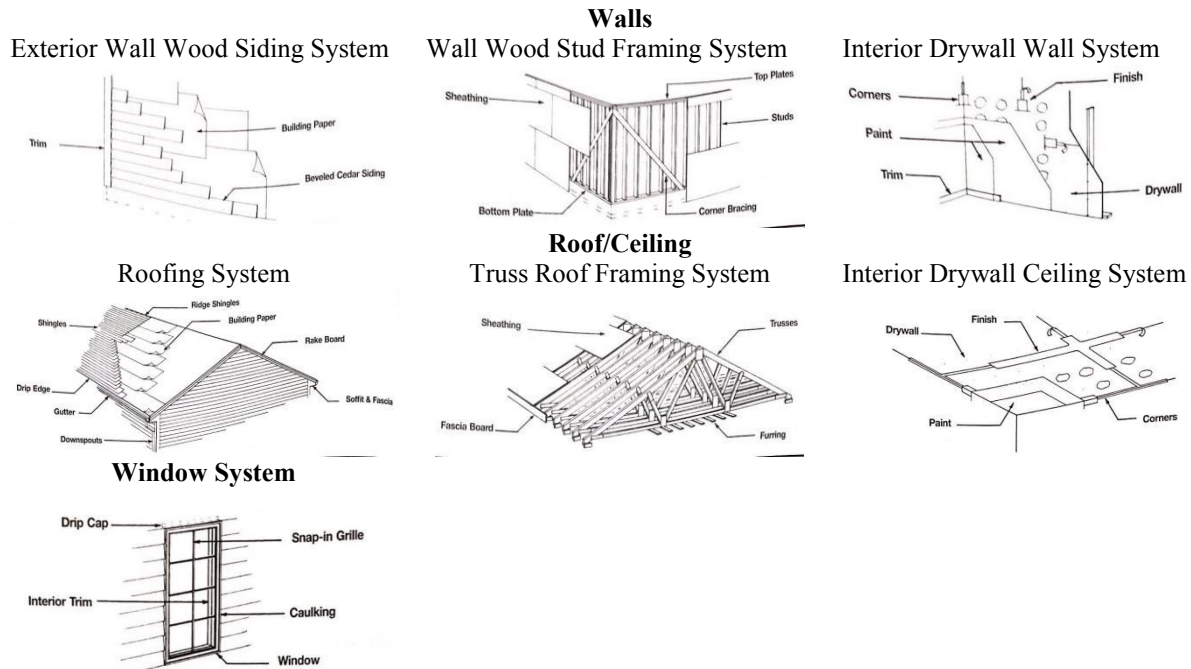 Walls
Exterior Wall Wood Siding System
Building Paper
Trim
Beveled Cedar Siding
Wall Wood Stud Framing System
Top Plates
Sheathing
Studs
Bottom Plate
Corner Bracing
Interior Drywall Wall System
Finish
Corners
Paint
Trim
Drywall
Roof/Ceiling
Roofing System
Ridge Shingles
Shingles
Building Paper
Rake Board
Drip Edge
Soffit & Fascia
Gutter
Downspouts
Truss Roof Framing System
Sheathing
Trusses
Fascia Board
Furring
Interior Drywall Ceiling System
Finish
Drywall
Paint
Corners
Window System
Drip Cap
Snap-in Grille
Interior Trim
Caulking
Window